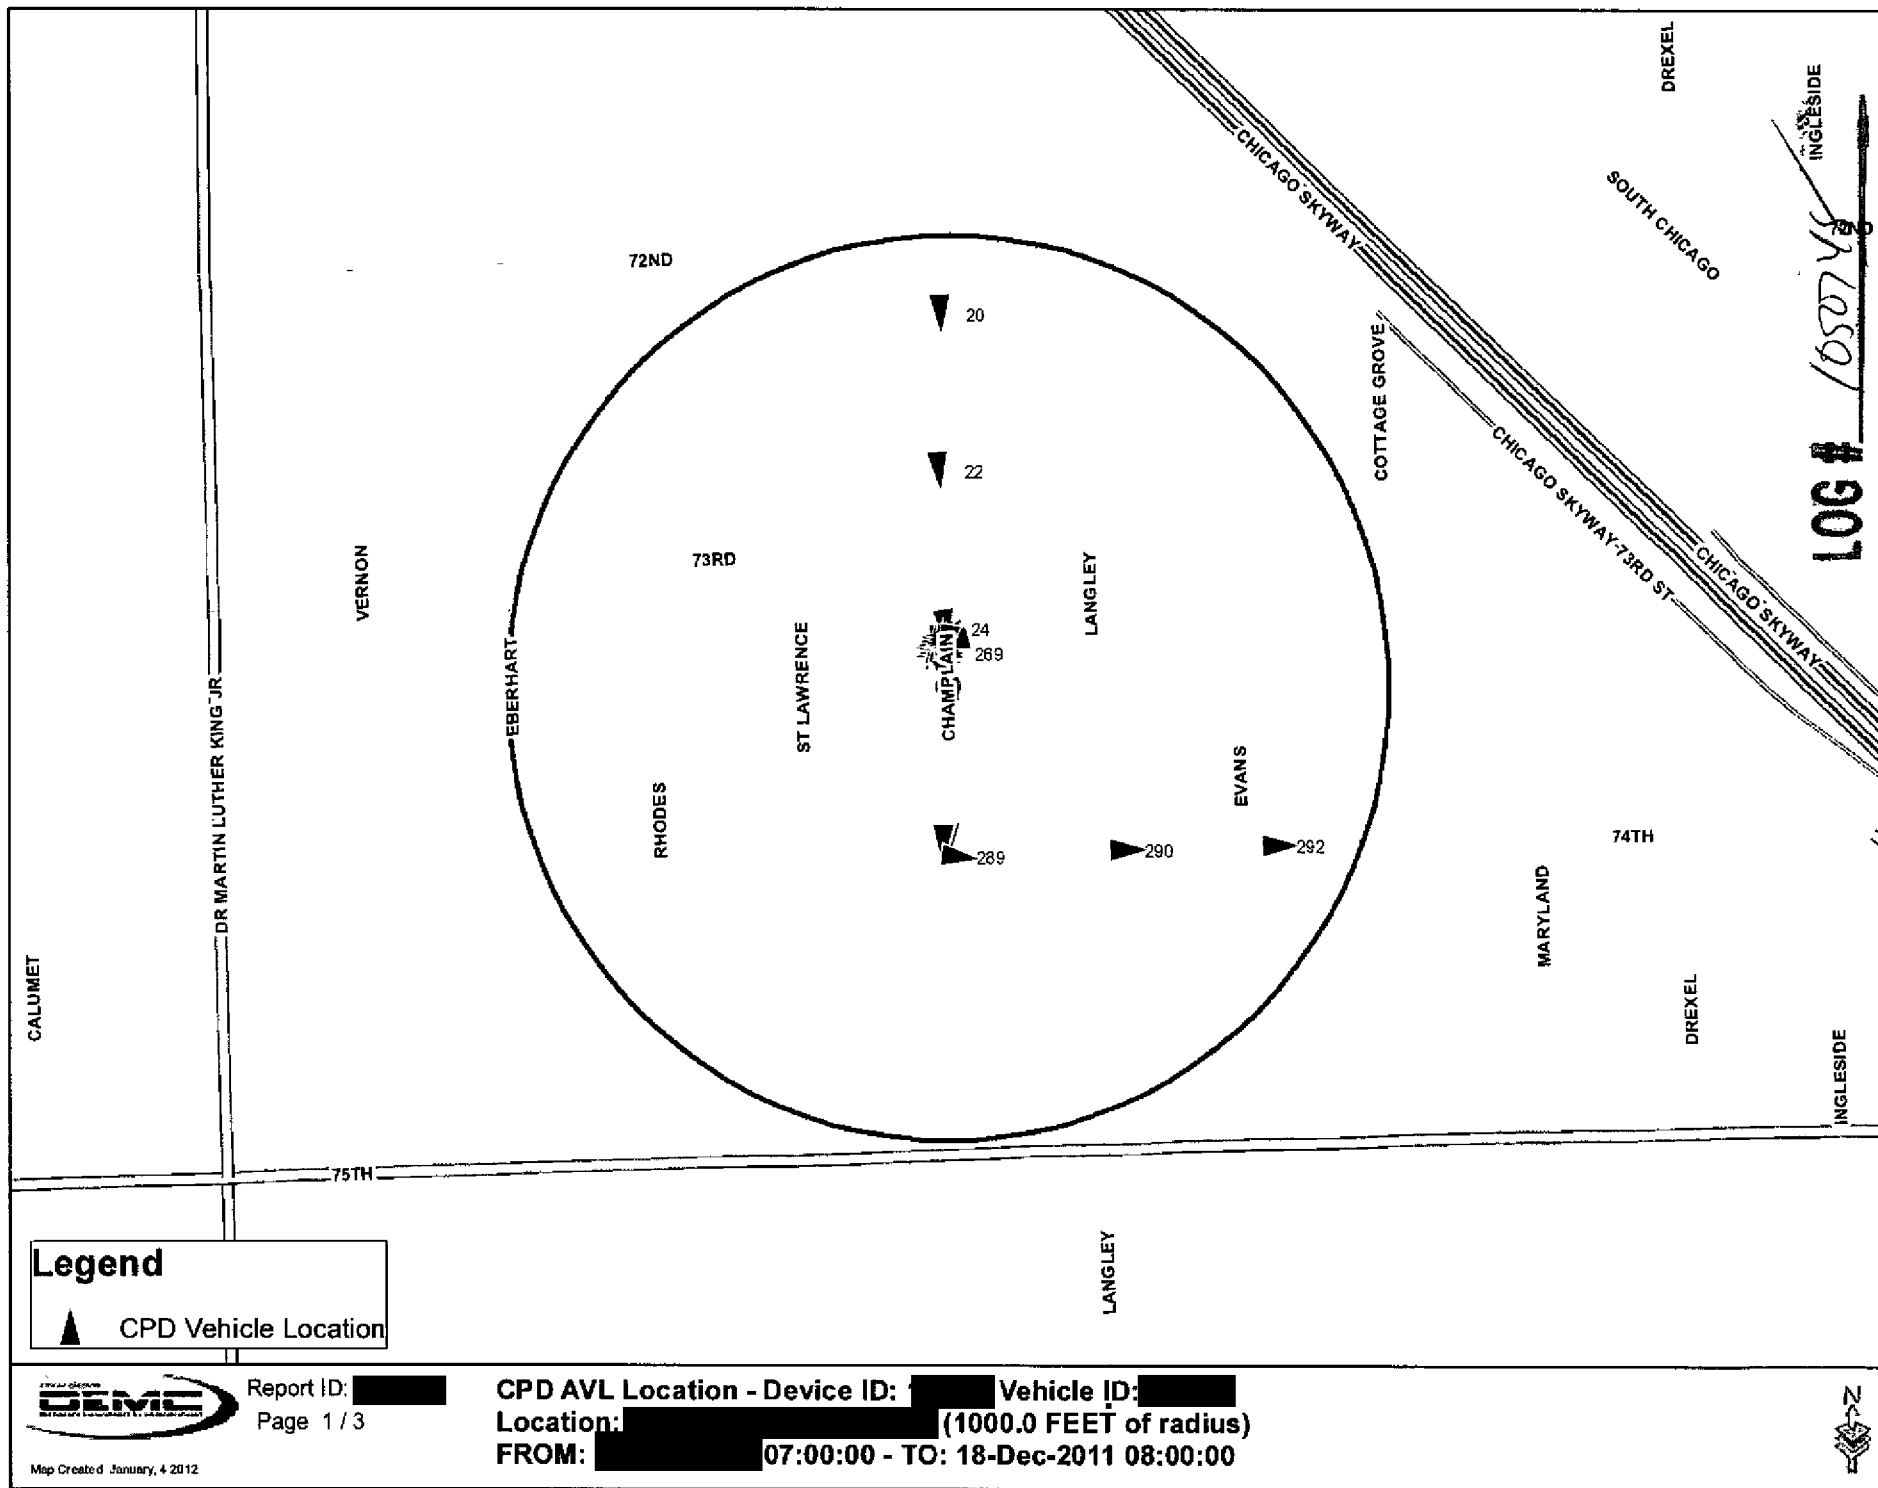 DREXEL
INGLESIDE
CHICAGO SKYWAY
SOUTH CHICAGO
72ND
72ND
20
COTTAGE GROVE
LOG #
22
CHICAGO SKYWAY-73RD ST
CHICAGO SKYWAY
VERNON
73RD
LANGLEY
24
269
EBERHART
ST LAWRENCE
CHAMPLAIN
DR MARTIN LUTHER KING JR
RHODES
EVANS
289
290
292
74TH
MARYLAND
CALUMET
DREXEL
INGLESIDE
75TH
LANGLEY
Legend
CPD Vehicle Location
OEMC
Report ID:
Page 1 / 3
Map Created January, 4 2012
CPD AVL Location - Device ID: Vehicle ID:
Location: (1000.0 FEET of radius)
FROM: 07:00:00 - TO: 18-Dec-2011 08:00:00
N